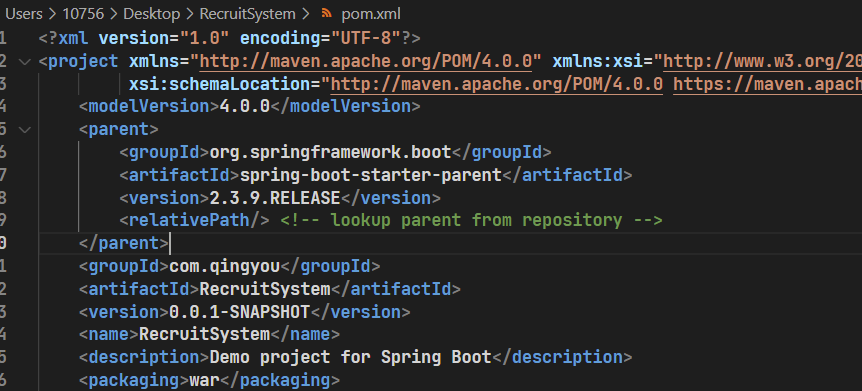 Users > 10756 > Desktop > RecruitSystem > pom.xml
1 <?xml version="1.0" encoding="UTF-8"?>
2 <project xmlns="http://maven.apache.org/POM/4.0.0" xmlns:xsi="http://www.w3.org/20
3 xsi:schemaLocation="http://maven.apache.org/POM/4.0.0 https://maven.apach
4 <modelVersion>4.0.0</modelVersion>
5 <parent>
6 <groupId>org.springframework.boot</groupId>
7 <artifactId>spring-boot-starter-parent</artifactId>
8 <version>2.3.9.RELEASE</version>
9 <relativePath/> <!-- lookup parent from repository -->
0 </parent>
1 <groupId>com.qingyou</groupId>
2 <artifactId>RecruitSystem</artifactId>
3 <version>0.0.1-SNAPSHOT</version>
4 <name>RecruitSystem</name>
5 <description>Demo project for Spring Boot</description>
6 <packaging>war</packaging>